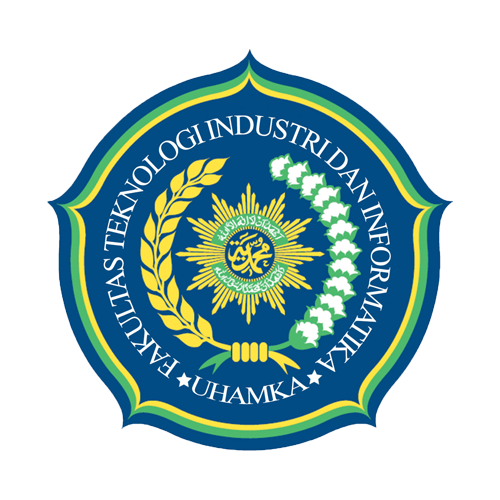 FAKULTAS TEKNOLOGI INDUSTRI DAN INFORMATIKA
UHAMKA